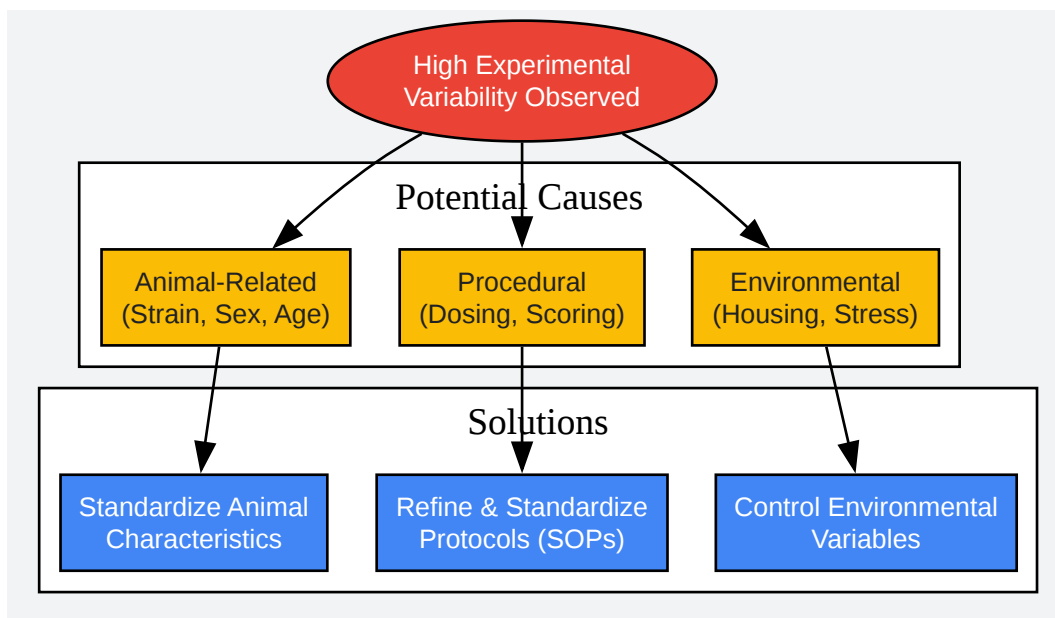 High Experimental
Variability Observed
Potential Causes
Animal-Related
(Strain, Sex, Age)
Procedural
(Dosing, Scoring)
Environmental
(Housing, Stress)
Solutions
Standardize Animal
Characteristics
Refine & Standardize
Protocols (SOPs)
Control Environmental
Variables